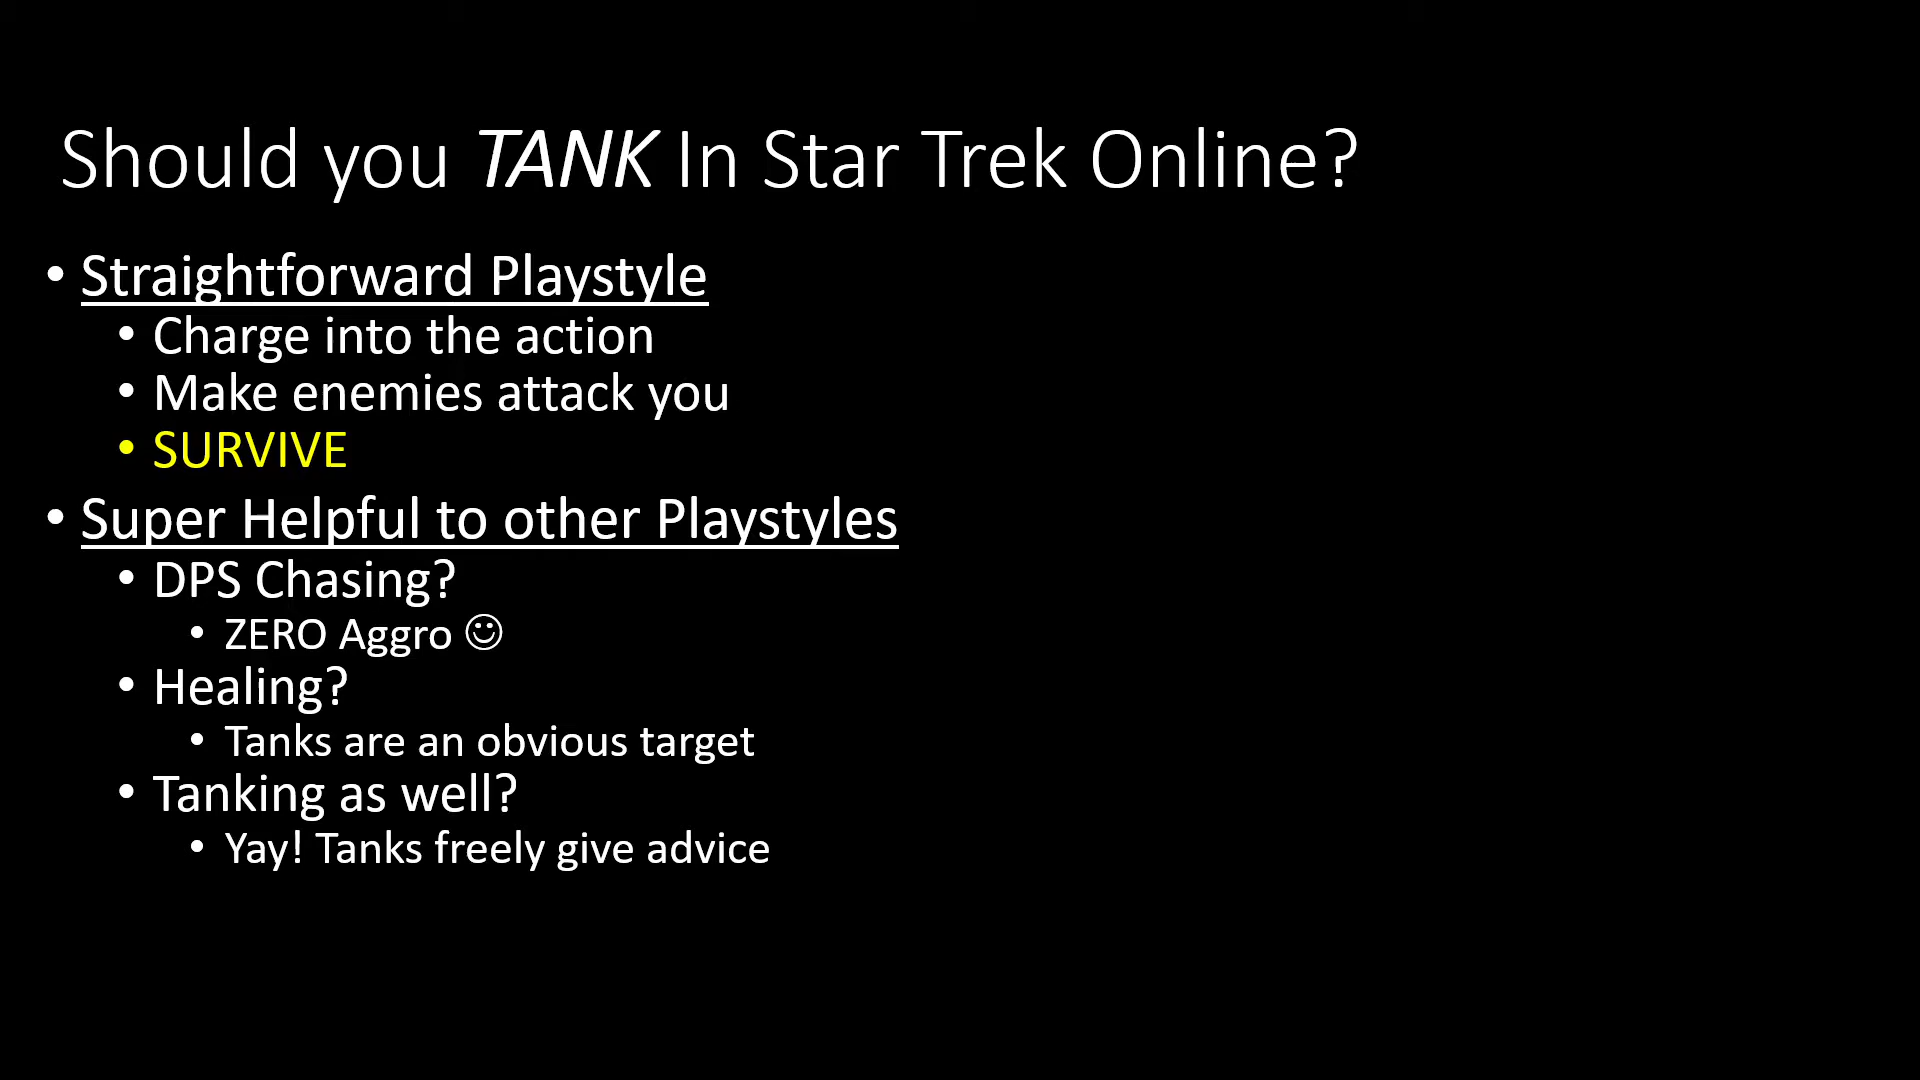 Should you TANK In Star Trek Online?
• Straightforward Playstyle
• Charge into the action
• Make enemies attack you
• SURVIVE
• Super Helpful to other Playstyles
• DPS Chasing?
• ZERO Aggro ☺
• Healing?
• Tanks are an obvious target
• Tanking as well?
• Yay! Tanks freely give advice